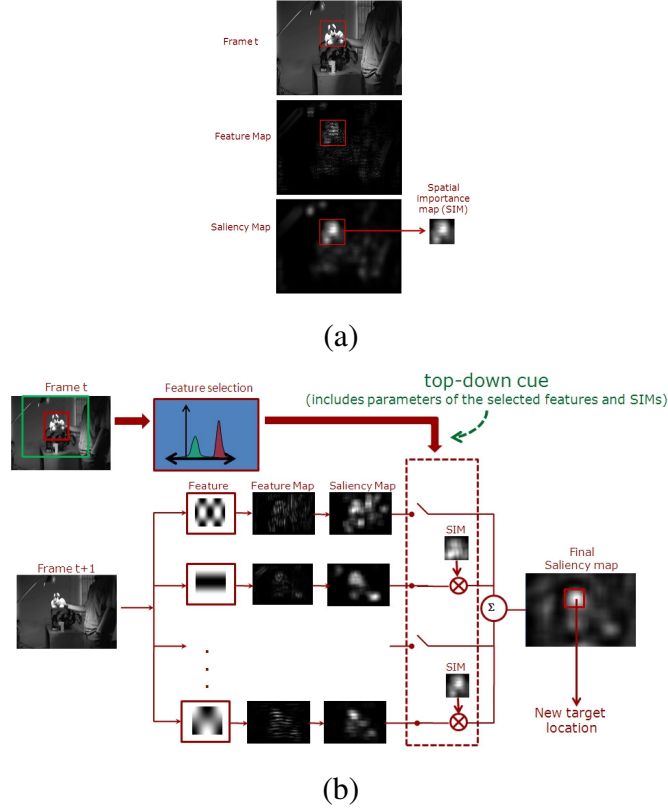 Frame t
Feature Map
Saliency Map
Spatial
importance
map (SIM)
(a)
Frame t
Feature selection
top-down cue
(includes parameters of the selected features and SIMs)
Feature
Feature Map
Saliency Map
SIM
Frame t+1
Final
Saliency map
Σ
. . .
SIM
New target
location
(b)